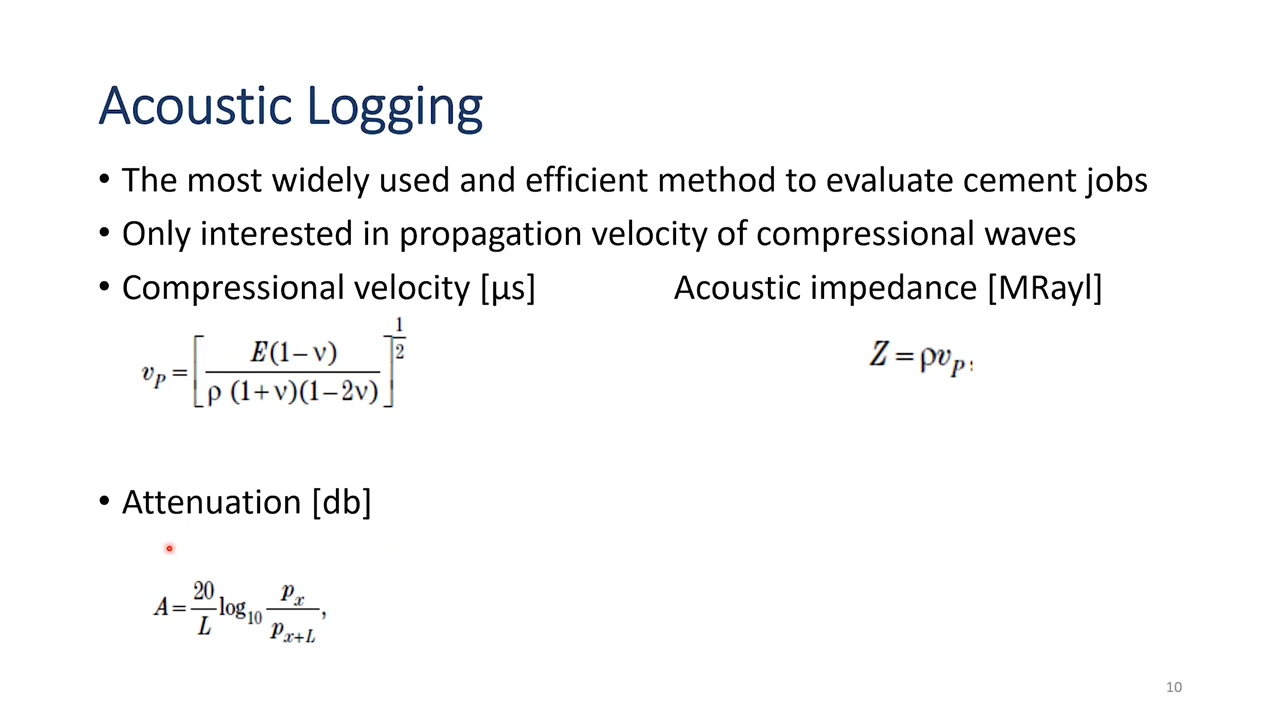 Acoustic Logging
• The most widely used and efficient method to evaluate cement jobs
• Only interested in propagation velocity of compressional waves
• Compressional velocity [µs] Acoustic impedance [MRayl]
v_P = [ E(1 – ν) / ρ (1+ν)(1–2ν) ]^(1/2)
Z = ρv_P,
• Attenuation [db]
A = 20/L log_10 p_x / p_x+L ,
10